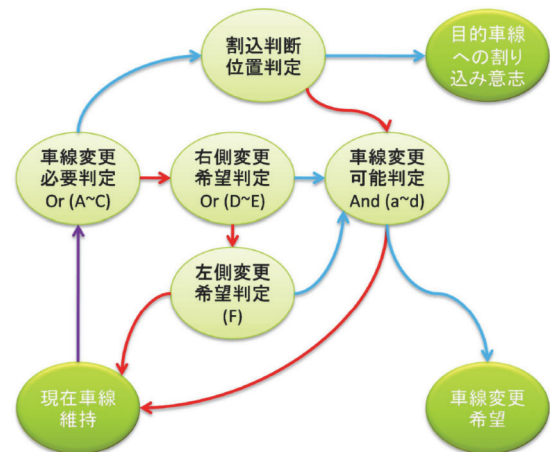 割込判断
位置判定
目的車線
への割り
込み意志
車線変更
必要判定
Or (A~C)
右側変更
希望判定
Or (D~E)
車線変更
可能判定
And (a~d)
左側変更
希望判定
(F)
現在車線
維持
車線変更
希望